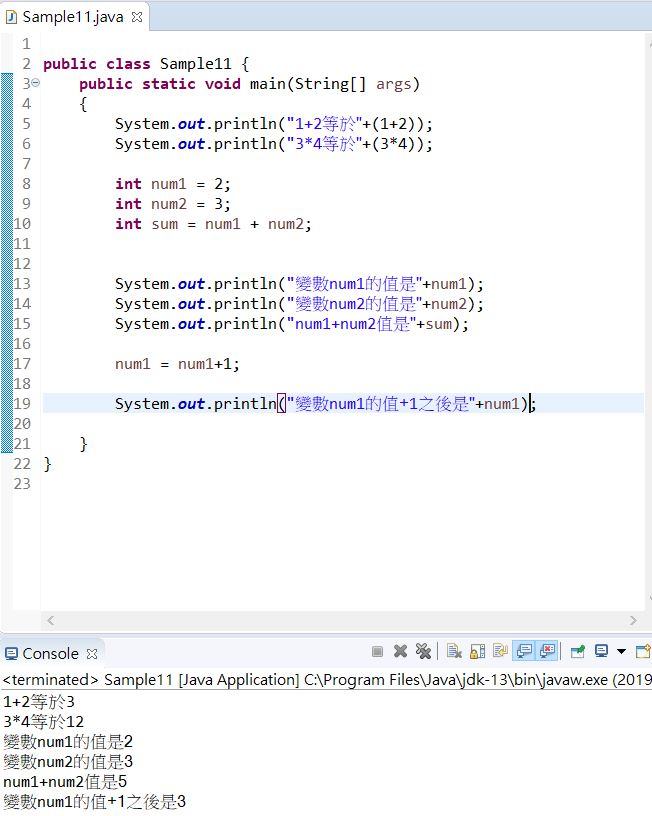 Sample11.java
1
2 public class Sample11 {
3 public static void main(String[] args)
4 {
5 System.out.println("1+2等於"+(1+2));
6 System.out.println("3*4等於"+(3*4));
7
8 int num1 = 2;
9 int num2 = 3;
10 int sum = num1 + num2;
11
12
13 System.out.println("變數num1的值是"+num1);
14 System.out.println("變數num2的值是"+num2);
15 System.out.println("num1+num2值是"+sum);
16
17 num1 = num1+1;
18
19 System.out.println("變數num1的值+1之後是"+num1);
20
21 }
22 }
23
Console
<terminated> Sample11 [Java Application] C:\Program Files\Java\jdk-13\bin\javaw.exe (2019
1+2等於3
3*4等於12
變數num1的值是2
變數num2的值是3
num1+num2值是5
變數num1的值+1之後是3